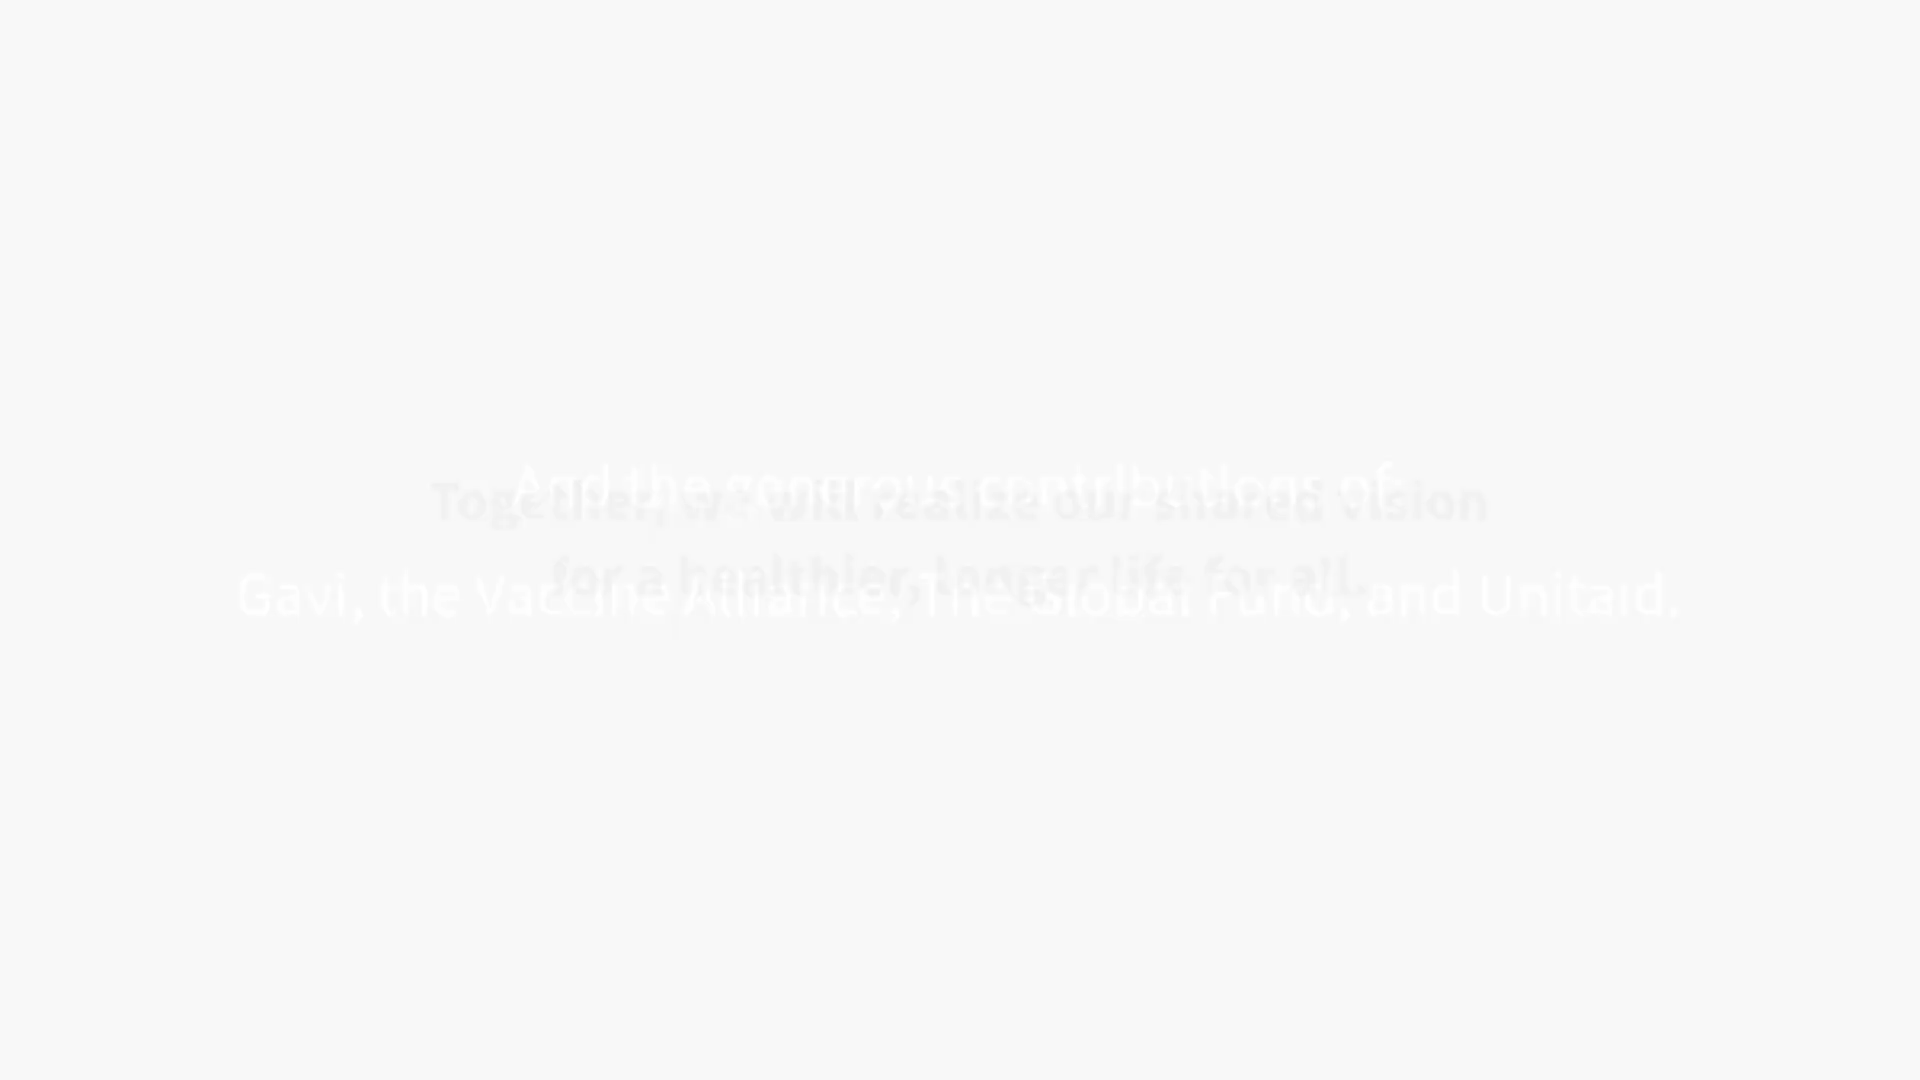 And the generous contributions of
Together, we will realize our shared vision
for a healthier, longer life for all.
Gavi, the Vaccine Alliance, The Global Fund, and Unitaid.